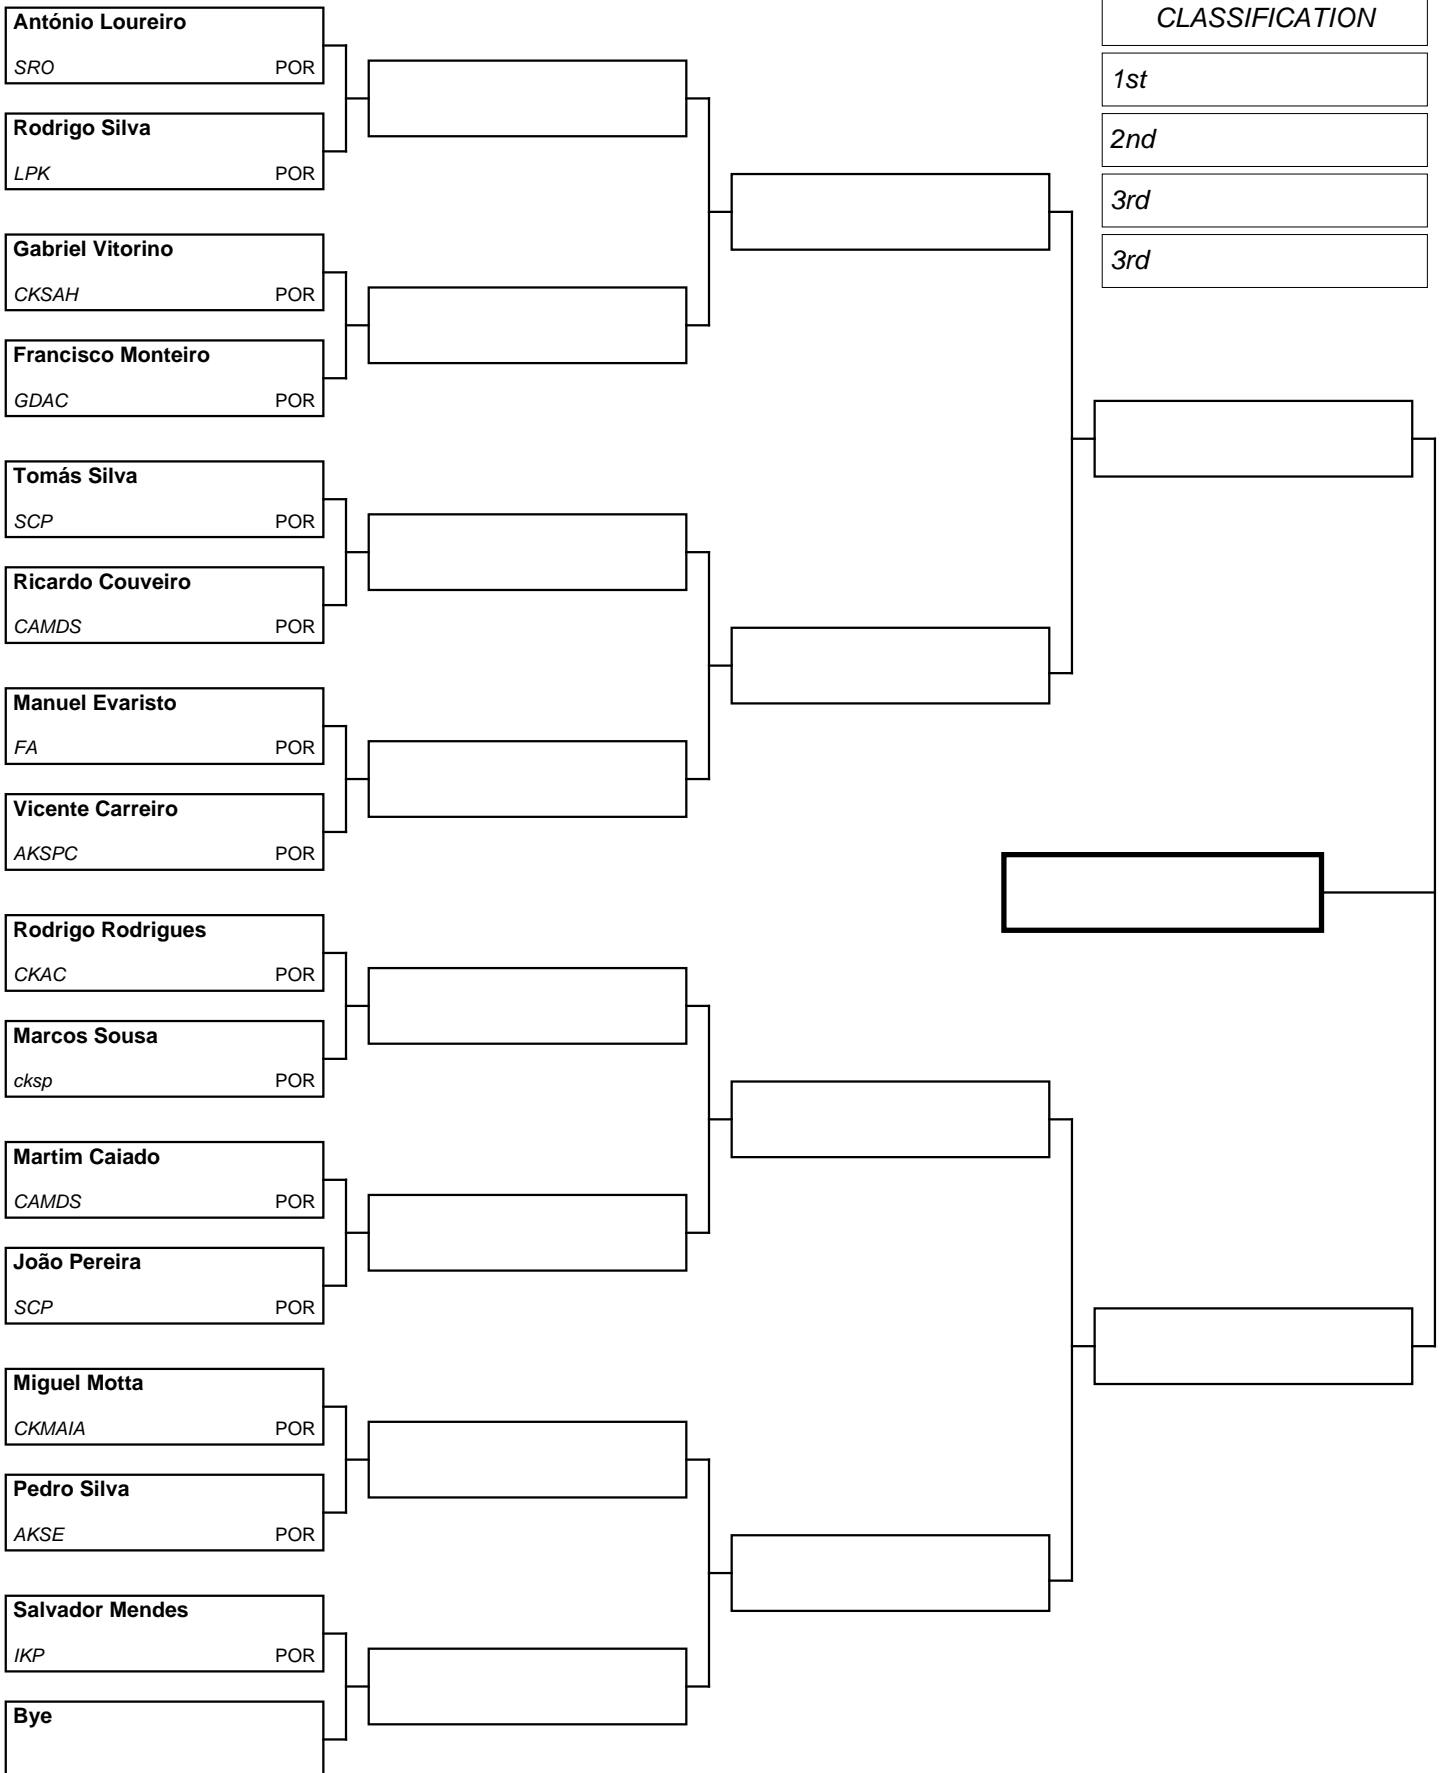 António Loureiro
SRO POR
Rodrigo Silva
LPK POR
Gabriel Vitorino
CKSAH POR
Francisco Monteiro
GDAC POR
Tomás Silva
SCP POR
Ricardo Couveiro
CAMDS POR
Manuel Evaristo
FA POR
Vicente Carreiro
AKSPC POR
Rodrigo Rodrigues
CKAC POR
Marcos Sousa
cksp POR
Martim Caiado
CAMDS POR
João Pereira
SCP POR
Miguel Motta
CKMAIA POR
Pedro Silva
AKSE POR
Salvador Mendes
IKP POR
Bye
CLASSIFICATION
1st
2nd
3rd
3rd